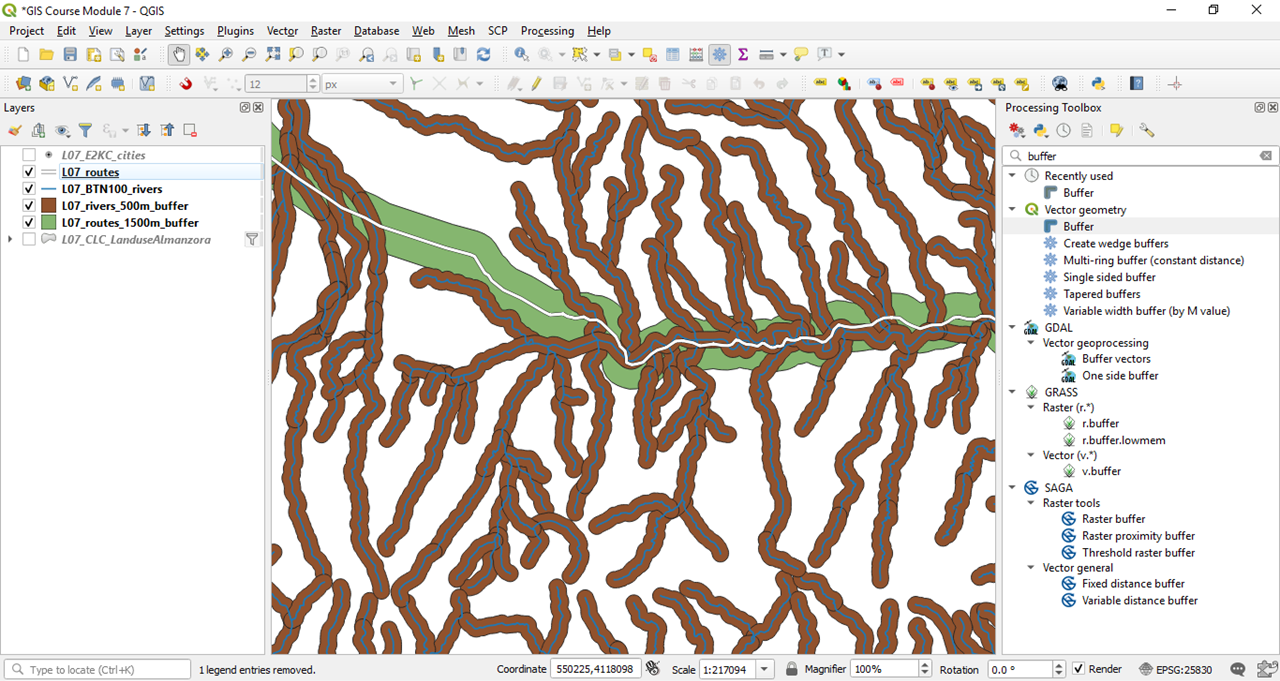 *GIS Course Module 7 - QGIS
Project Edit View Layer Settings Plugins Vector Raster Database Web Mesh SCP Processing Help
12 px
Layers
L07_E2KC_cities
L07_routes
L07_BTN100_rivers
L07_rivers_500m_buffer
L07_routes_1500m_buffer
L07_CLC_LanduseAlmanzora
Processing Toolbox
buffer
Recently used
Buffer
Vector geometry
Buffer
Create wedge buffers
Multi-ring buffer (constant distance)
Single sided buffer
Tapered buffers
Variable width buffer (by M value)
GDAL
Vector geoprocessing
Buffer vectors
One side buffer
GRASS
Raster (r.*)
r.buffer
r.buffer.lowmem
Vector (v.*)
v.buffer
SAGA
Raster tools
Raster buffer
Raster proximity buffer
Threshold raster buffer
Vector general
Fixed distance buffer
Variable distance buffer
Type to locate (Ctrl+K) 1 legend entries removed. Coordinate 550225,4118098 Scale 1:217094 Magnifier 100% Rotation 0.0 ° Render EPSG:25830